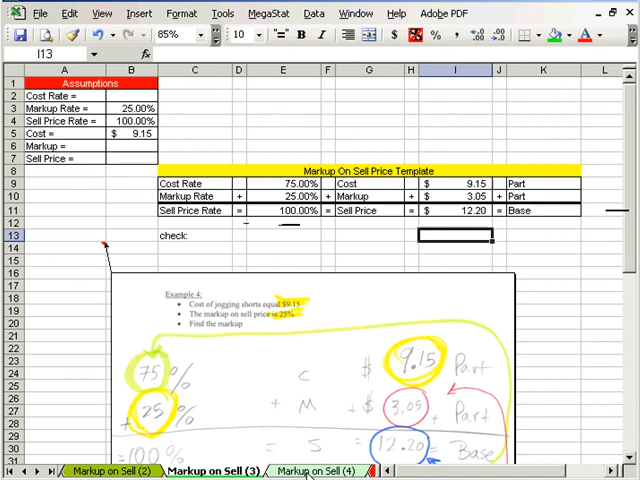 File Edit View Insert Format Tools MegaStat Data Window Help Adobe PDF
85% 10 $ % ,
I13 fx
A B C D E F G H I J K L
1 Assumptions
2 Cost Rate =
3 Markup Rate = 25.00%
4 Sell Price Rate = 100.00%
5 Cost = $ 9.15
6 Markup =
7 Sell Price =
8 Markup On Sell Price Template
9 Cost Rate 75.00% Cost $ 9.15 Part
10 Markup Rate + 25.00% + Markup + $ 3.05 + Part
11 Sell Price Rate = 100.00% = Sell Price = $ 12.20 = Base
12
13 check:
14
15
16
17
18 Example 4:
• Cost of jogging shorts equal $9.15
19 • The markup on sell price is 25%
20 • Find the markup
21
22
23
24 75 % C $ 9.15 Part
25
26
27 + 25 % + M + $ 3.05 + Part
28
29
30 =100 % = S = 12.20 = Base
31
Markup on Sell (2) Markup on Sell (3) Markup on Sell (4)